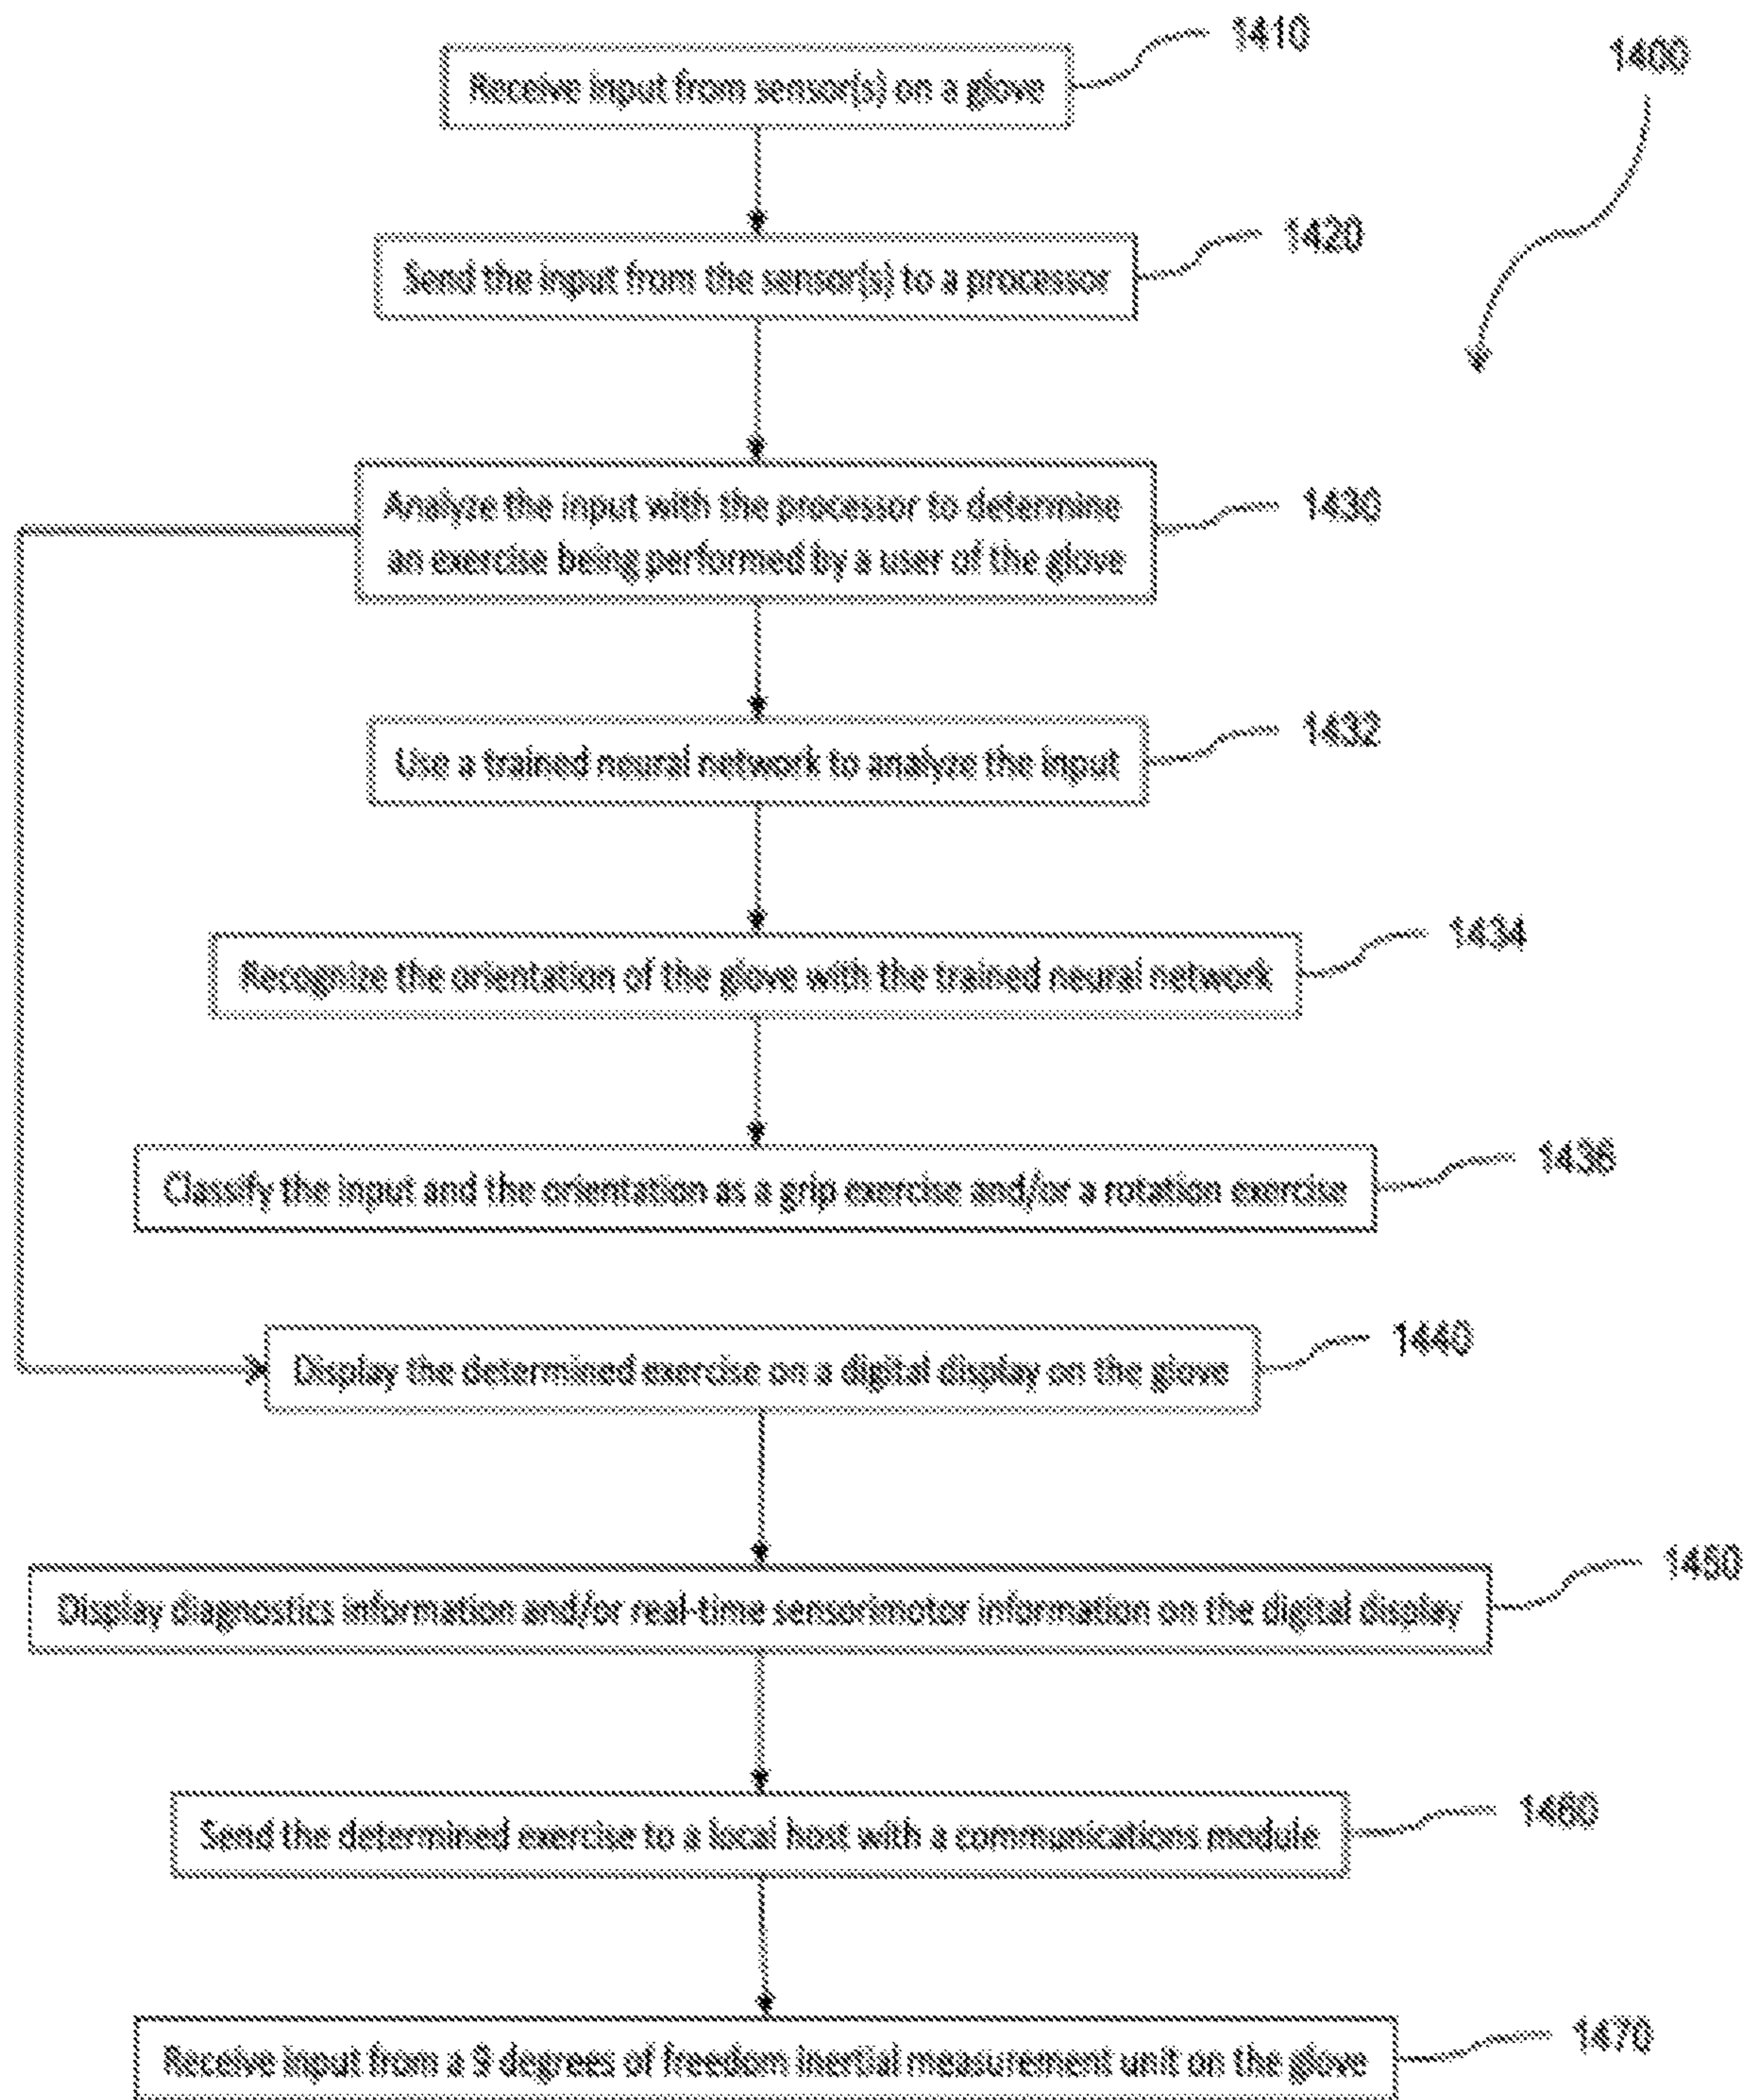 1410
1400
Receive input from sensor(s) on a glove
1420
Send the input from the sensor(s) to a processor
1430
Analyze the input with the processor to determine
an exercise being performed by a user of the glove
1432
Use a trained neural network to analyze the input
1434
Recognize the orientation of the glove with the trained neural network
1436
Classify the input and the orientation as a grip exercise and/or a rotation exercise
1440
Display the determined exercise on a digital display on the glove
1450
Display diagnostics information and/or real-time sensorimotor information on the digital display
1460
Send the determined exercise to a local host with a communications module
1470
Receive input from a 9 degrees of freedom inertial measurement unit on the glove